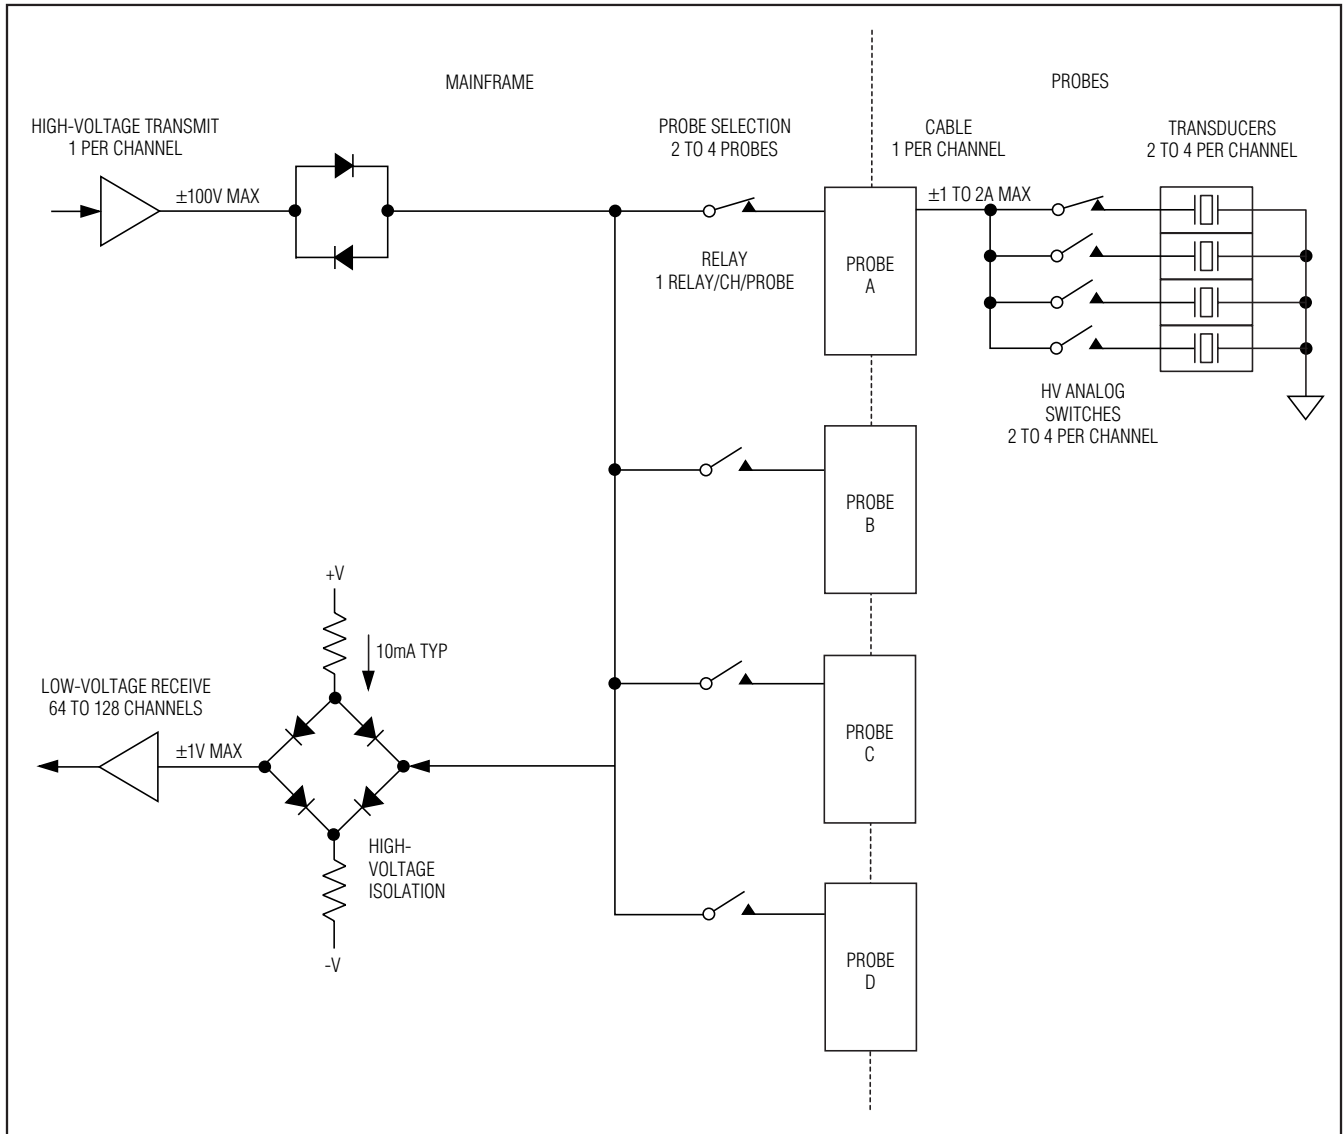 MAINFRAME
PROBES
HIGH-VOLTAGE TRANSMIT
1 PER CHANNEL
±100V MAX
PROBE SELECTION
2 TO 4 PROBES
CABLE
1 PER CHANNEL
TRANSDUCERS
2 TO 4 PER CHANNEL
±1 TO 2A MAX
RELAY
1 RELAY/CH/PROBE
PROBE
A
HV ANALOG
SWITCHES
2 TO 4 PER CHANNEL
PROBE
B
+V
10mA TYP
LOW-VOLTAGE RECEIVE
64 TO 128 CHANNELS
±1V MAX
PROBE
C
HIGH-
VOLTAGE
ISOLATION
-V
PROBE
D